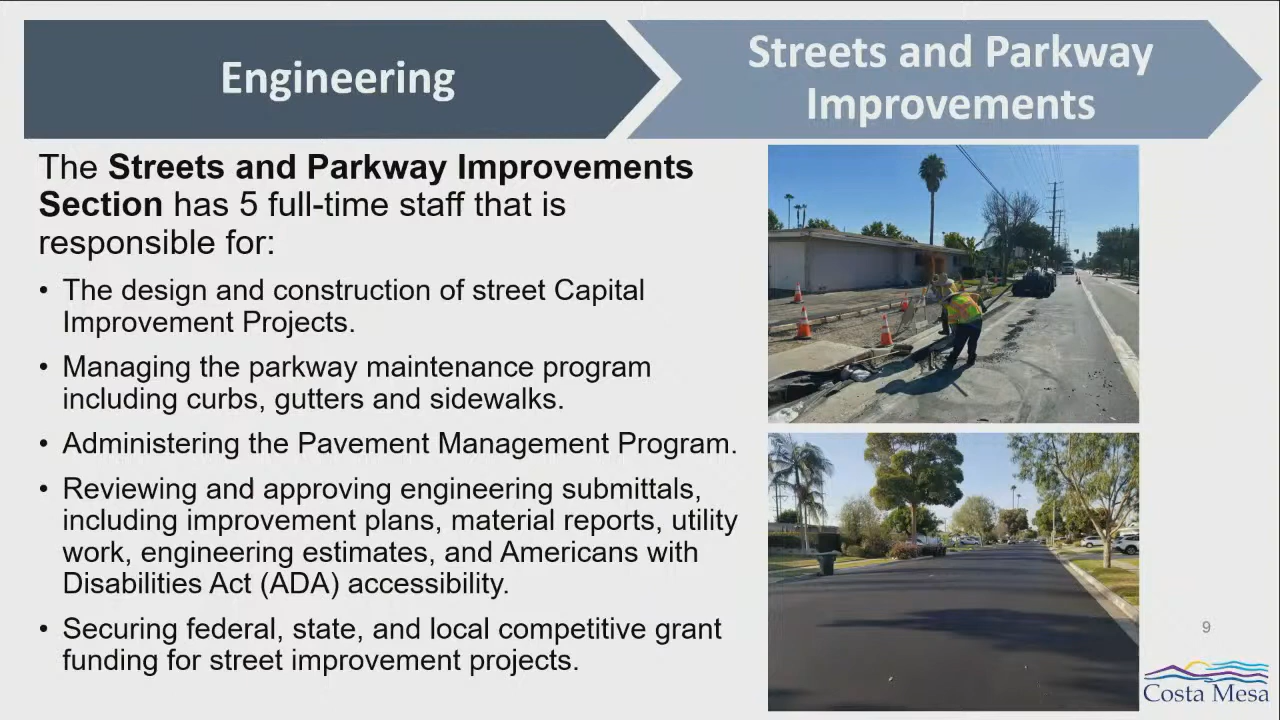 Engineering
Streets and Parkway
Improvements
The Streets and Parkway Improvements
Section has 5 full-time staff that is
responsible for:
• The design and construction of street Capital
Improvement Projects.
• Managing the parkway maintenance program
including curbs, gutters and sidewalks.
• Administering the Pavement Management Program.
• Reviewing and approving engineering submittals,
including improvement plans, material reports, utility
work, engineering estimates, and Americans with
Disabilities Act (ADA) accessibility.
• Securing federal, state, and local competitive grant
funding for street improvement projects.
9
Costa Mesa